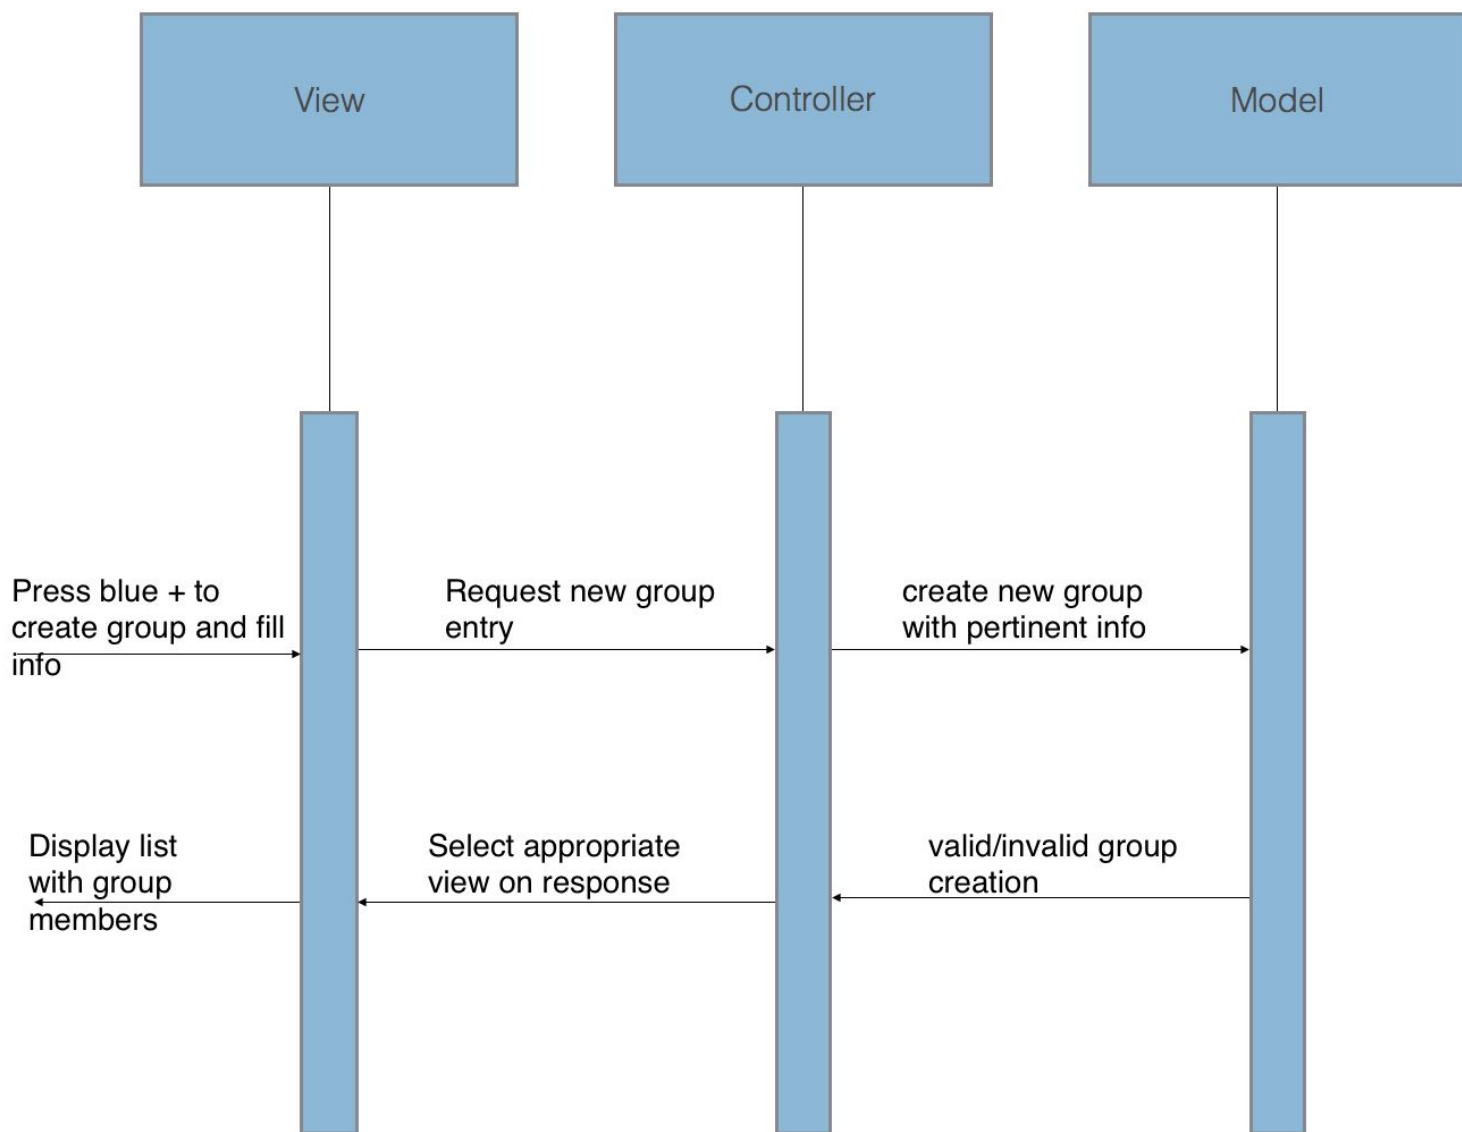 View
Controller
Model
Press blue + to
create group and fill
info
Request new group
entry
create new group
with pertinent info
Display list
with group
members
Select appropriate
view on response
valid/invalid group
creation